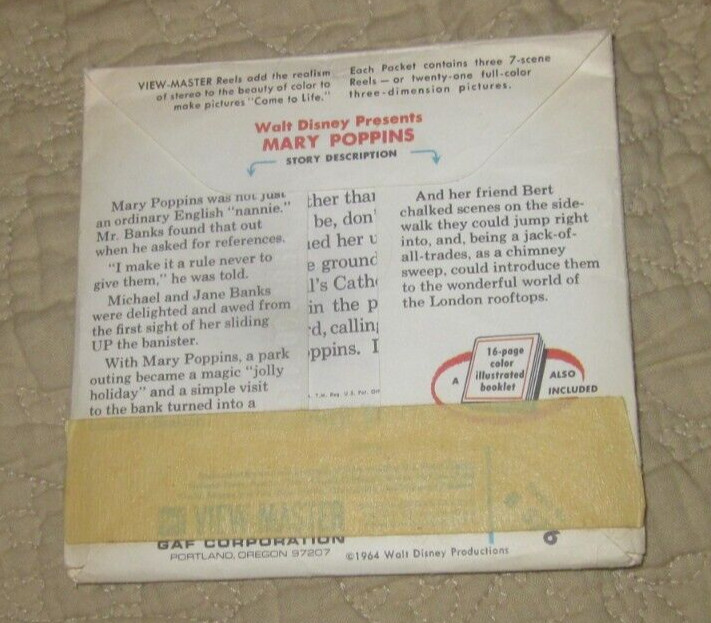 VIEW-MASTER Reels add the realism
of stereo to the beauty of color to
make pictures "Come to Life."
Each Packet contains three 7-scene
Reels — or twenty-one full-color
three-dimension pictures.
Walt Disney Presents
MARY POPPINS
STORY DESCRIPTION
Mary Poppins was not just
an ordinary English "nannie."
Mr. Banks found that out
when he asked for references.
"I make it a rule never to
give them," he was told.
Michael and Jane Banks
were delighted and awed from
the first sight of her sliding
UP the banister.
With Mary Poppins, a park
outing became a magic "jolly
holiday" and a simple visit
to the bank turned into a
ther than
be, don'
ed her u
e ground
l's Cath
in the p
d, calling
ppins. I
And her friend Bert
chalked scenes on the side-
walk they could jump right
into, and, being a jack-of-
all-trades, as a chimney
sweep, could introduce them
to the wonderful world of
the London rooftops.
A
16-page
color
illustrated
booklet
ALSO
INCLUDED
VIEW-MASTER
GAF CORPORATION
PORTLAND, OREGON 97207
©1964 Walt Disney Productions
6